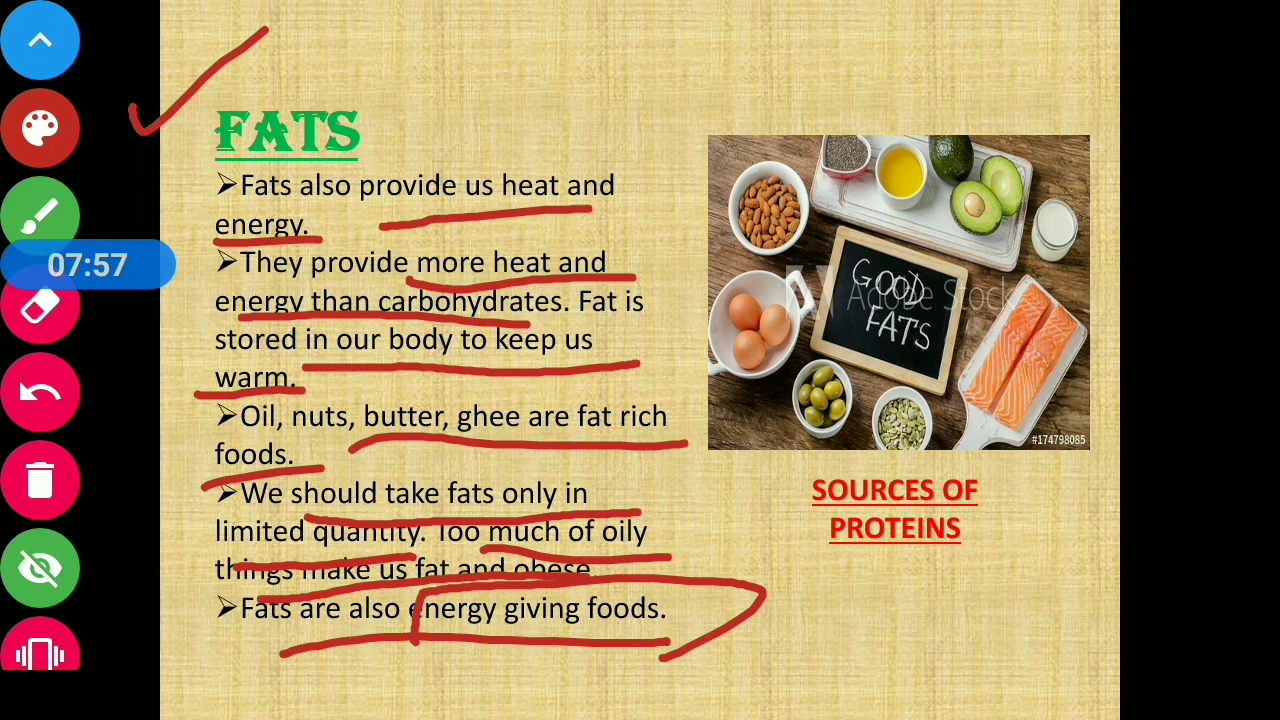 FATS
➢Fats also provide us heat and
energy.
➢They provide more heat and
energy than carbohydrates. Fat is
stored in our body to keep us
warm.
➢Oil, nuts, butter, ghee are fat rich
foods.
➢We should take fats only in
limited quantity. Too much of oily
things make us fat and obese.
➢Fats are also energy giving foods.
07:57
GOOD
FATS
Adobe Stock
#174798085
SOURCES OF
PROTEINS